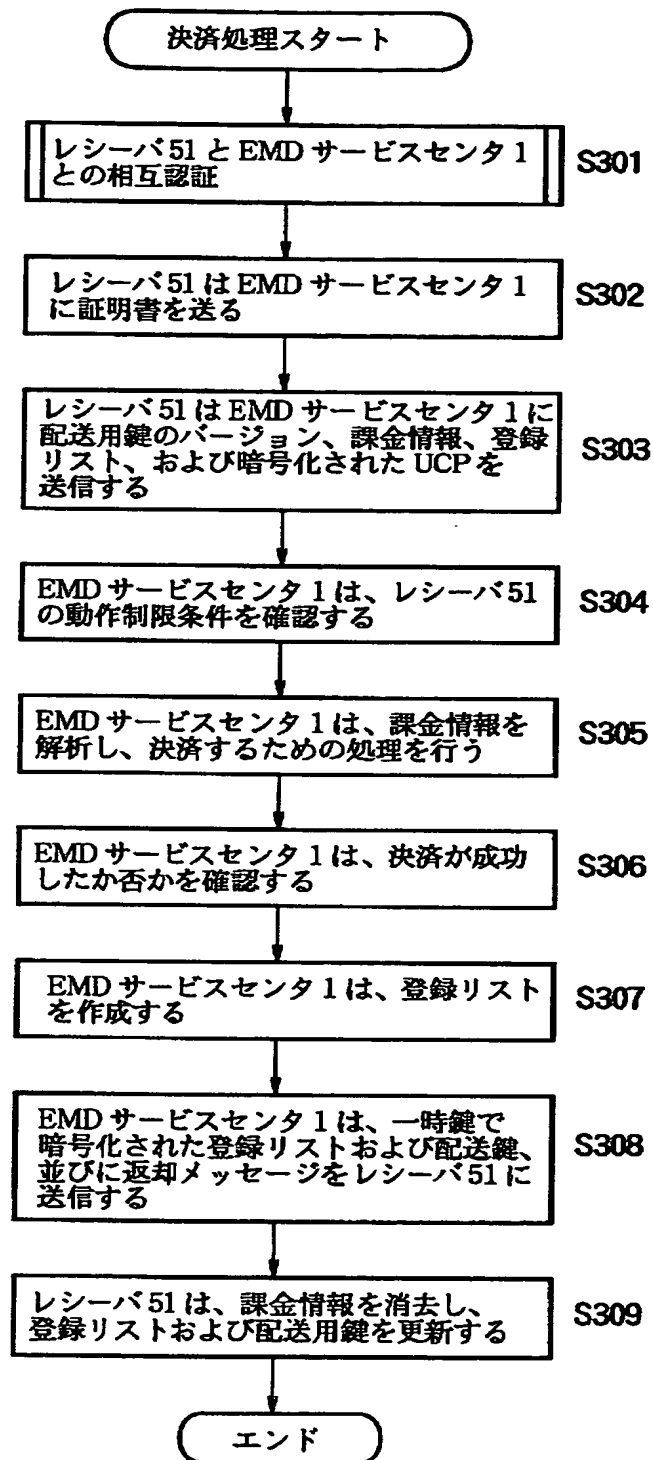 決済処理スタート
レシーバ51とEMDサービスセンタ1
との相互認証
S301
レシーバ51はEMDサービスセンタ1
に証明書を送る
S302
レシーバ51はEMDサービスセンタ1に
配送用鍵のバージョン、課金情報、登録
リスト、および暗号化されたUCPを
送信する
S303
EMDサービスセンタ1は、レシーバ51
の動作制限条件を確認する
S304
EMDサービスセンタ1は、課金情報を
解析し、決済するための処理を行う
S305
EMDサービスセンタ1は、決済が成功
したか否かを確認する
S306
EMDサービスセンタ1は、登録リスト
を作成する
S307
EMDサービスセンタ1は、一時鍵で
暗号化された登録リストおよび配送鍵、
並びに返却メッセージをレシーバ51に
送信する
S308
レシーバ51は、課金情報を消去し、
登録リストおよび配送用鍵を更新する
S309
エンド